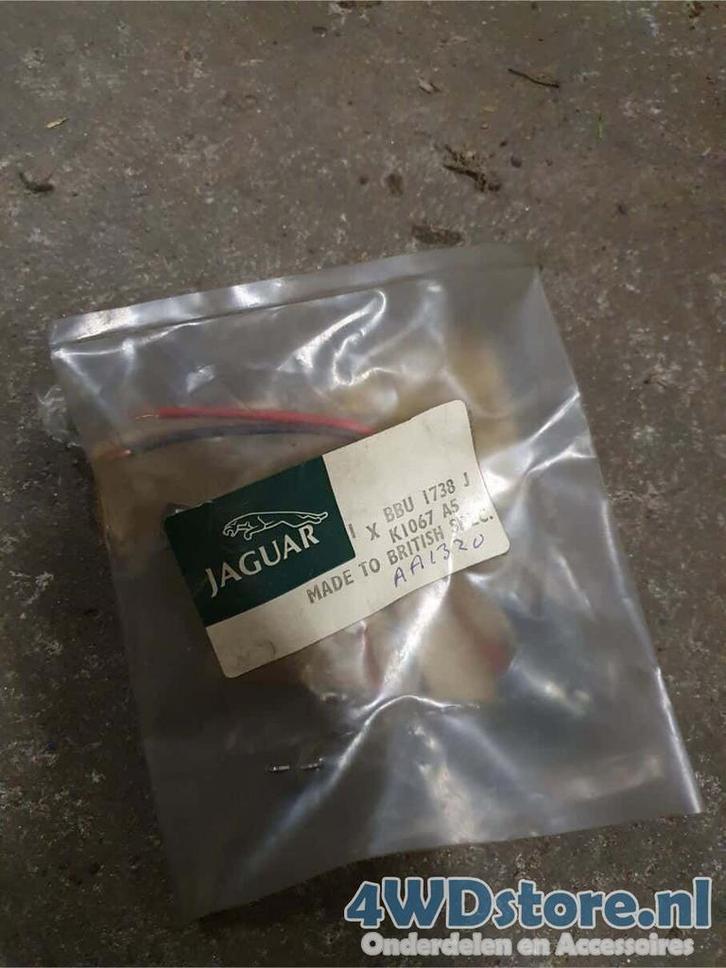 JAGUAR
BBU 1738 J
1 X K1067 A5
MADE TO BRITISH SPEC.
AA1320
4WDstore.nl
Onderdelen en Accessoires